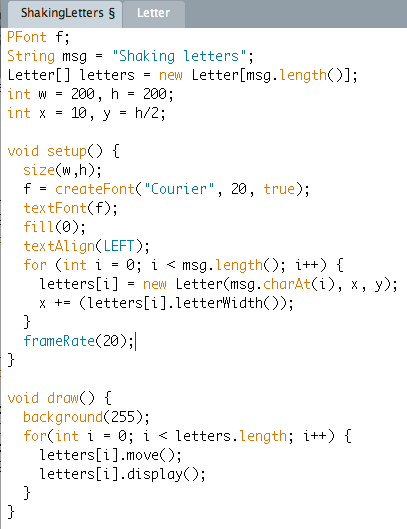 ShakingLetters § Letter
PFont f;
String msg = "Shaking letters";
Letter[] letters = new Letter[msg.length()];
int w = 200, h = 200;
int x = 10, y = h/2;

void setup() {
  size(w,h);
  f = createFont("Courier", 20, true);
  textFont(f);
  fill(0);
  textAlign(LEFT);
  for (int i = 0; i < msg.length(); i++) {
    letters[i] = new Letter(msg.charAt(i), x, y);
    x += (letters[i].letterWidth());
  }
  frameRate(20);
}

void draw() {
  background(255);
  for(int i = 0; i < letters.length; i++) {
    letters[i].move();
    letters[i].display();
  }
}